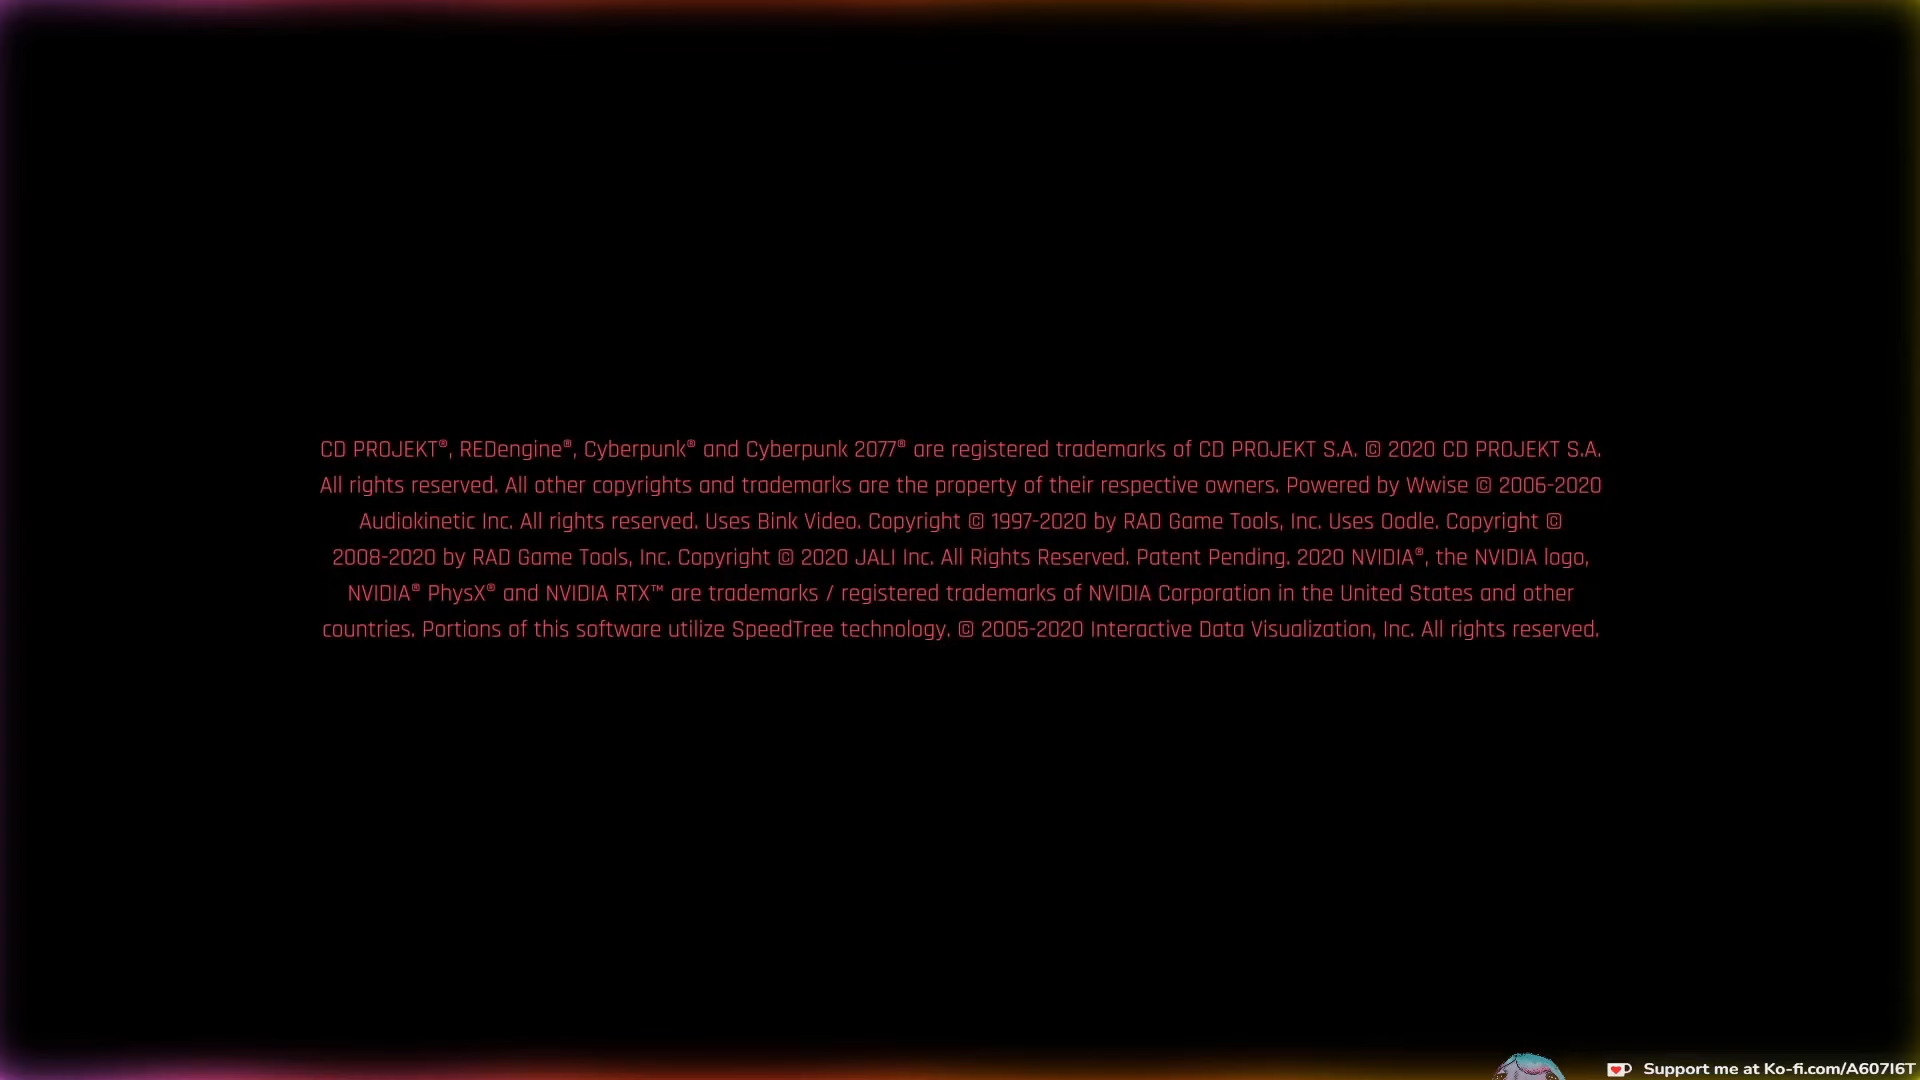 CD PROJEKT®, REDengine®, Cyberpunk® and Cyberpunk 2077® are registered trademarks of CD PROJEKT S.A. © 2020 CD PROJEKT S.A.
All rights reserved. All other copyrights and trademarks are the property of their respective owners. Powered by Wwise © 2006-2020
Audiokinetic Inc. All rights reserved. Uses Bink Video. Copyright © 1997-2020 by RAD Game Tools, Inc. Uses Oodle. Copyright ©
2008-2020 by RAD Game Tools, Inc. Copyright © 2020 JALI Inc. All Rights Reserved. Patent Pending. 2020 NVIDIA®, the NVIDIA logo,
NVIDIA® PhysX® and NVIDIA RTX™ are trademarks / registered trademarks of NVIDIA Corporation in the United States and other
countries. Portions of this software utilize SpeedTree technology. © 2005-2020 Interactive Data Visualization, Inc. All rights reserved.
Support me at Ko-fi.com/A607I6T